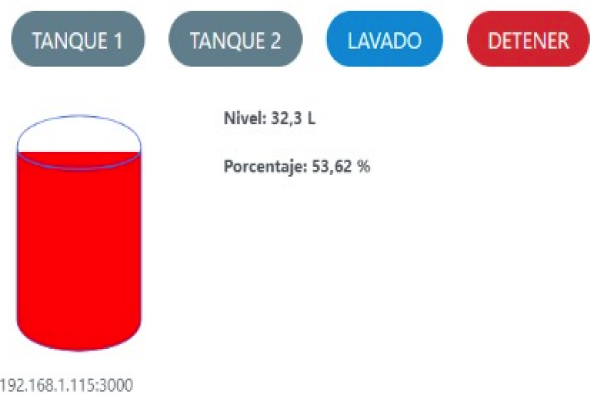 TANQUE 1 TANQUE 2 LAVADO DETENER
Nivel: 32,3 L
Porcentaje: 53,62 %
192.168.1.115:3000